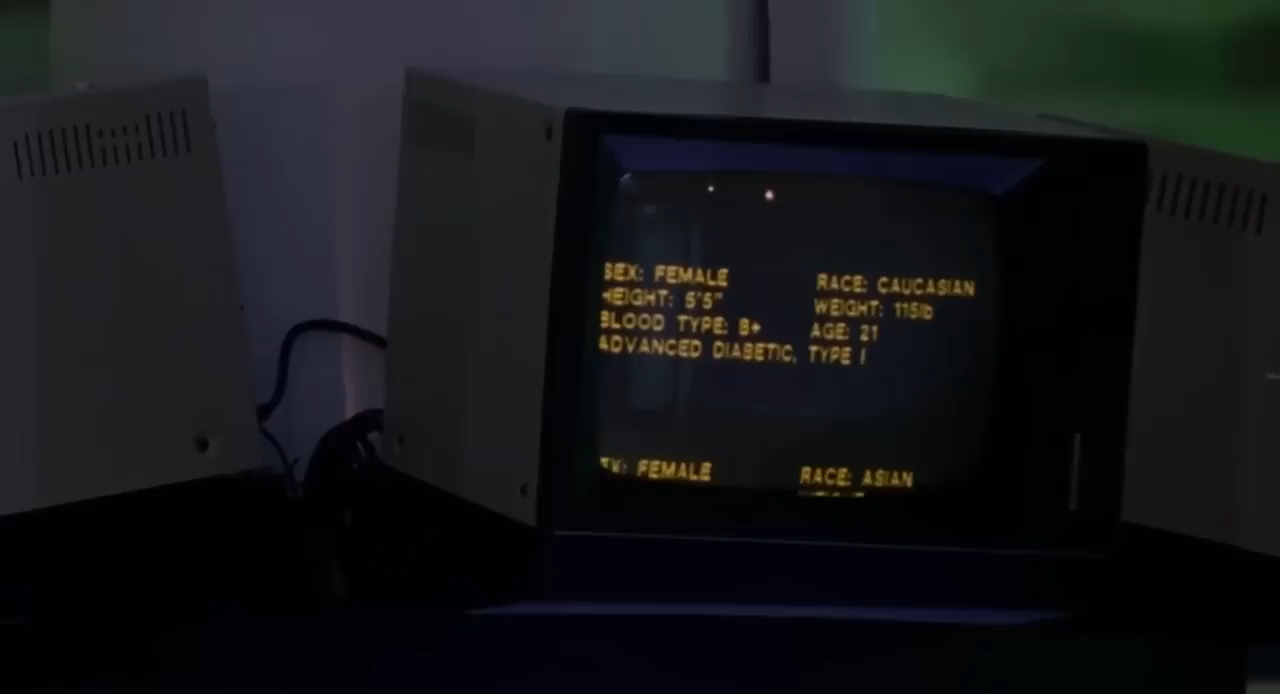 SEX: FEMALE RACE: CAUCASIAN
HEIGHT: 5'5" WEIGHT: 115lb
BLOOD TYPE: B+ AGE: 21
ADVANCED DIABETIC, TYPE I
SEX: FEMALE RACE: ASIAN